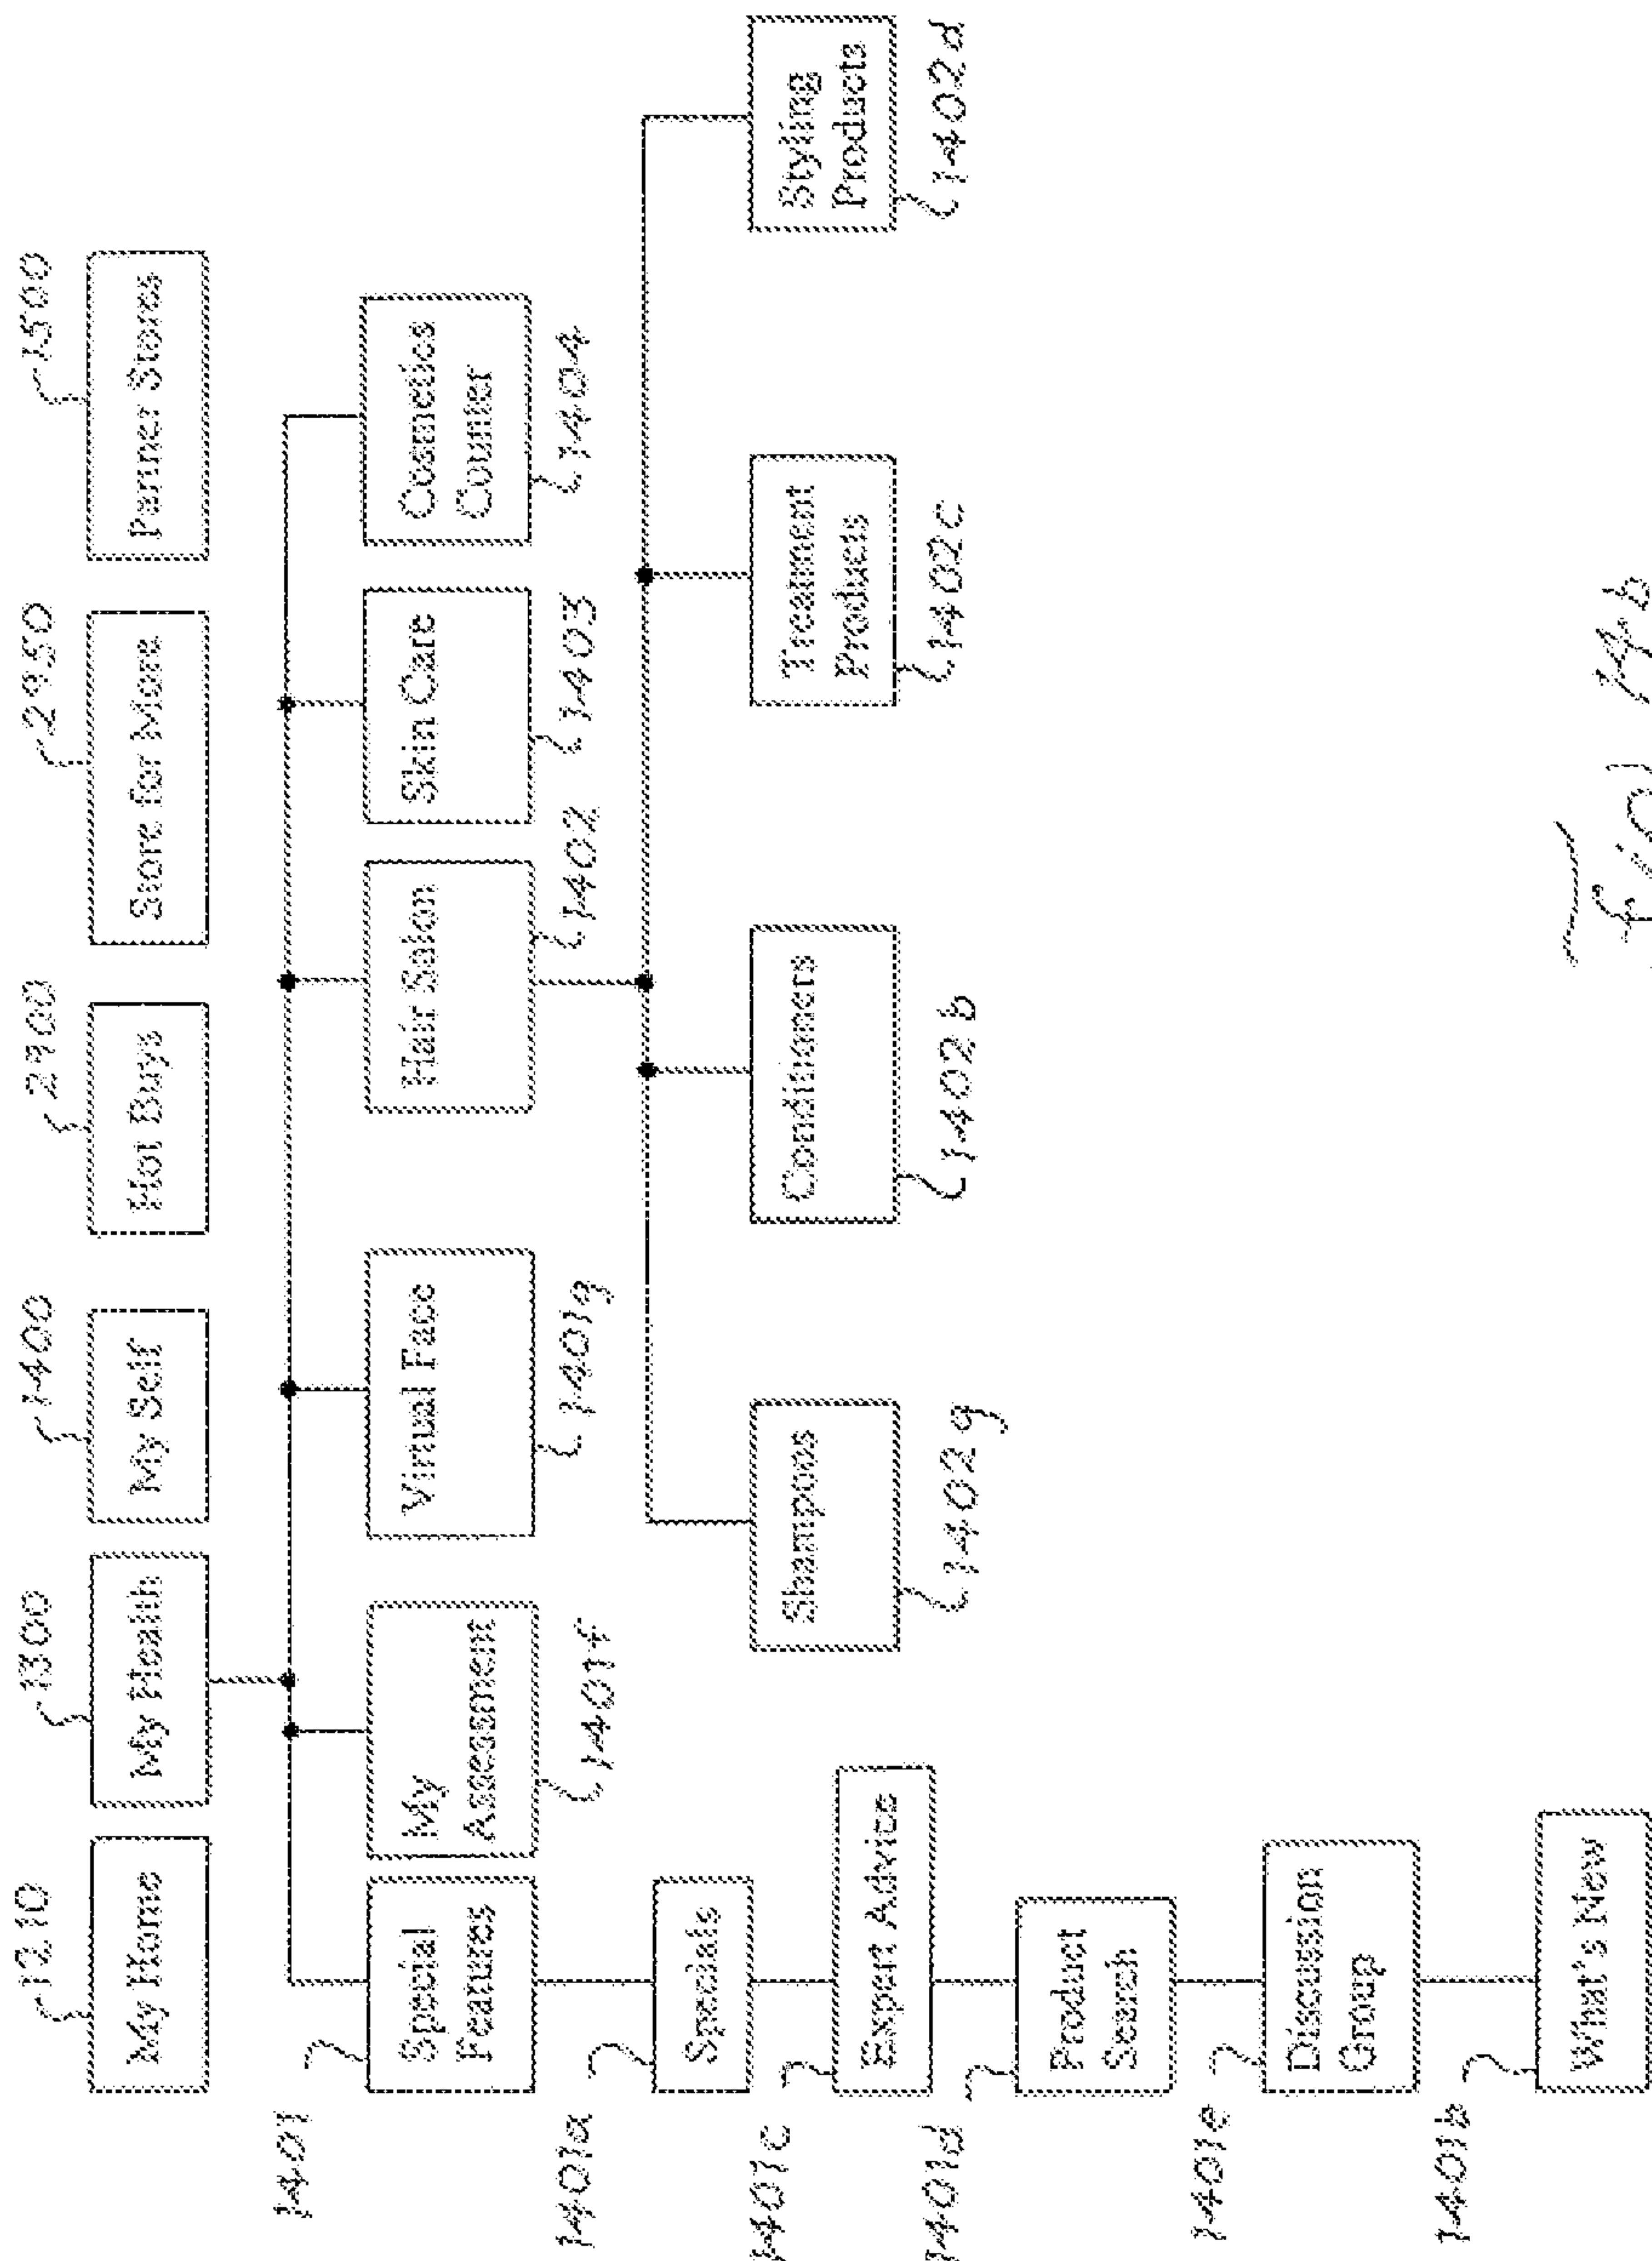 1210
1300
1400
2900
2950
1500
My Home
My Health
My Self
Hot Buys
Store for More
Partner Stores
1401
Special
Features
My
Assessment
1401f
Virtual Face
1401g
Hair Salon
1402
Skin Care
1403
Cosmetics
Counter
1404
1401a
Specials
1401c
Expert Advice
1401d
Product
Search
1401e
Discussion
Group
1401b
What's New
Shampoos
1402g
Conditioners
1402b
Treatment
Products
1402c
Styling
Products
1402d
fig 14b